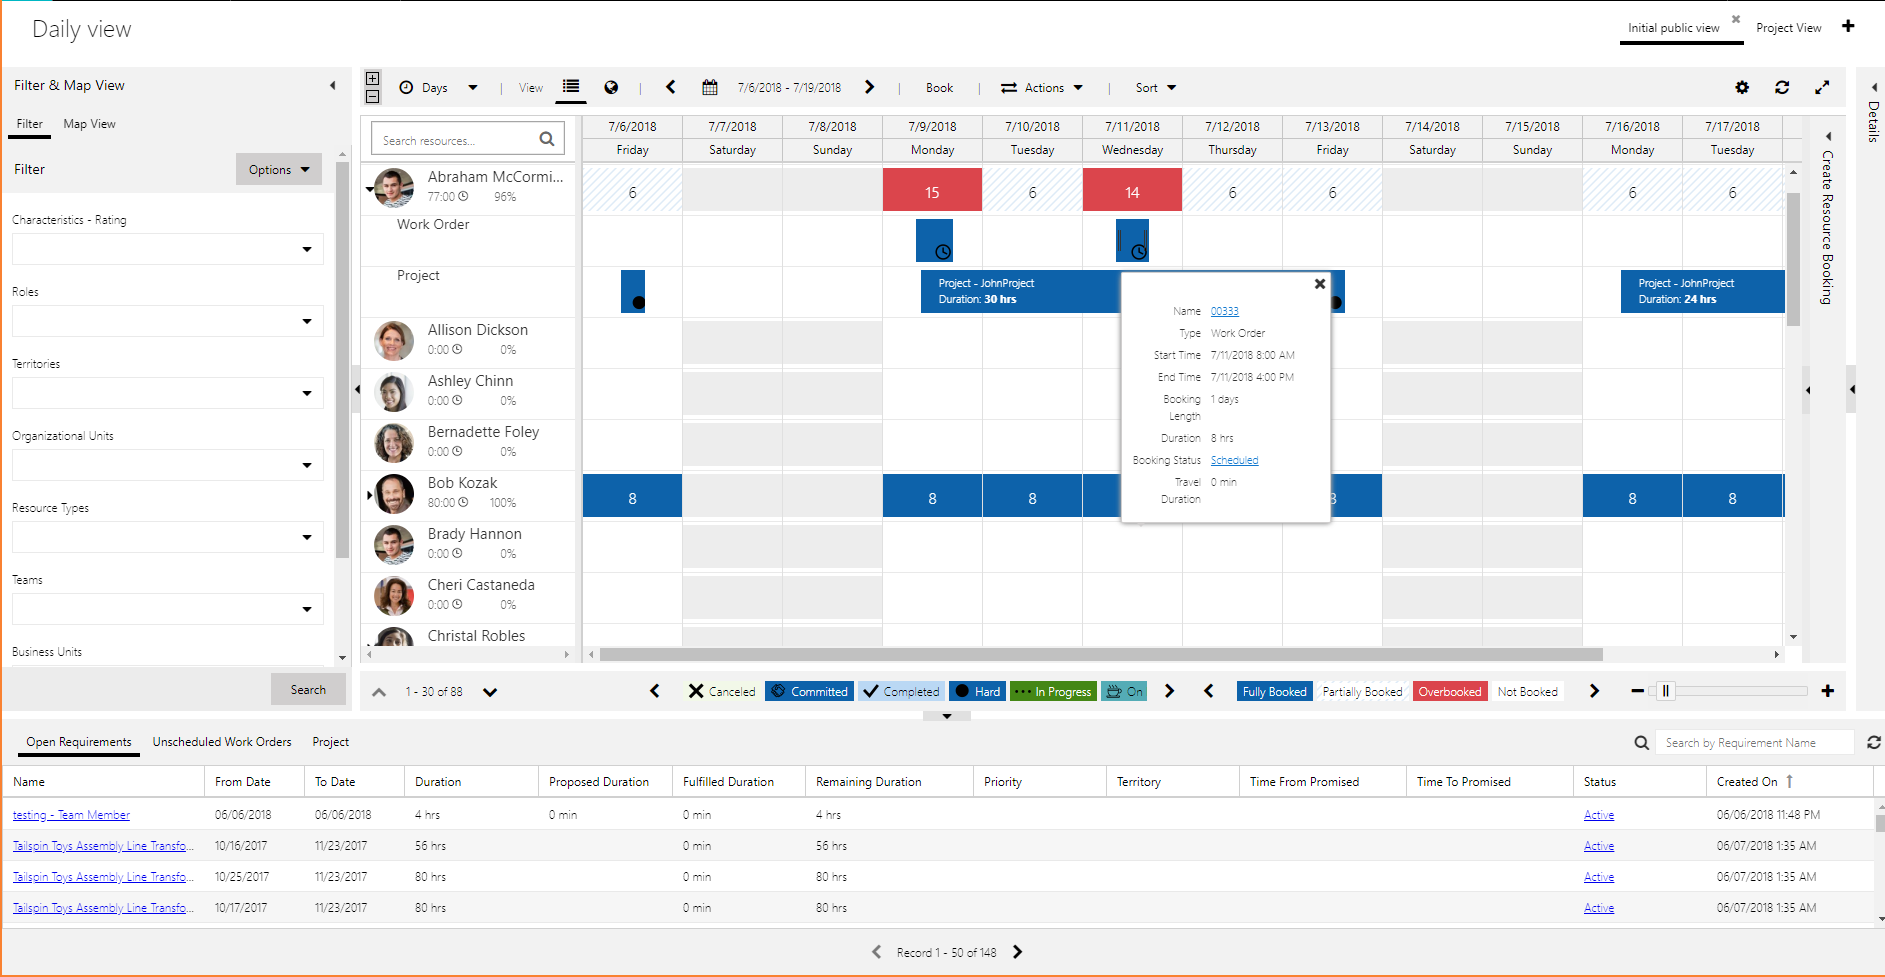 Daily view
Initial public view
Project View
Filter & Map View
Filter
Map View
Filter
Options
Characteristics - Rating
Roles
Territories
Organizational Units
Resource Types
Teams
Business Units
Search
Days
View
7/6/2018 - 7/19/2018
Book
Actions
Sort
Search resources...
7/6/2018 7/7/2018 7/8/2018 7/9/2018 7/10/2018 7/11/2018 7/12/2018 7/13/2018 7/14/2018 7/15/2018 7/16/2018 7/17/2018
Friday Saturday Sunday Monday Tuesday Wednesday Thursday Friday Saturday Sunday Monday Tuesday
Abraham McCormi...
77:00 96%
6 15 6 14 6 6 6 6
Work Order
Project
Project - JohnProject
Duration: 30 hrs
Project - JohnProject
Duration: 24 hrs
Allison Dickson
0:00 0%
Ashley Chinn
0:00 0%
Bernadette Foley
0:00 0%
Bob Kozak
80:00 100%
8 8 8 8 8 8
Brady Hannon
0:00 0%
Cheri Castaneda
0:00 0%
Christal Robles
Name 00333
Type Work Order
Start Time 7/11/2018 8:00 AM
End Time 7/11/2018 4:00 PM
Booking Length 1 days
Duration 8 hrs
Booking Status Scheduled
Travel Duration 0 min
Create Resource Booking
Details
1 - 30 of 88
Canceled
Committed
Completed
Hard
In Progress
On
Fully Booked
Partially Booked
Overbooked
Not Booked
Open Requirements
Unscheduled Work Orders
Project
Search by Requirement Name
Name From Date To Date Duration Proposed Duration Fulfilled Duration Remaining Duration Priority Territory Time From Promised Time To Promised Status Created On
testing - Team Member 06/06/2018 06/06/2018 4 hrs 0 min 0 min 4 hrs Active 06/06/2018 11:48 PM
Tailspin Toys Assembly Line Transfo... 10/16/2017 11/23/2017 56 hrs 0 min 56 hrs Active 06/07/2018 1:35 AM
Tailspin Toys Assembly Line Transfo... 10/25/2017 11/23/2017 80 hrs 0 min 80 hrs Active 06/07/2018 1:35 AM
Tailspin Toys Assembly Line Transfo... 10/17/2017 11/23/2017 80 hrs 0 min 80 hrs Active 06/07/2018 1:35 AM
Record 1 - 50 of 148